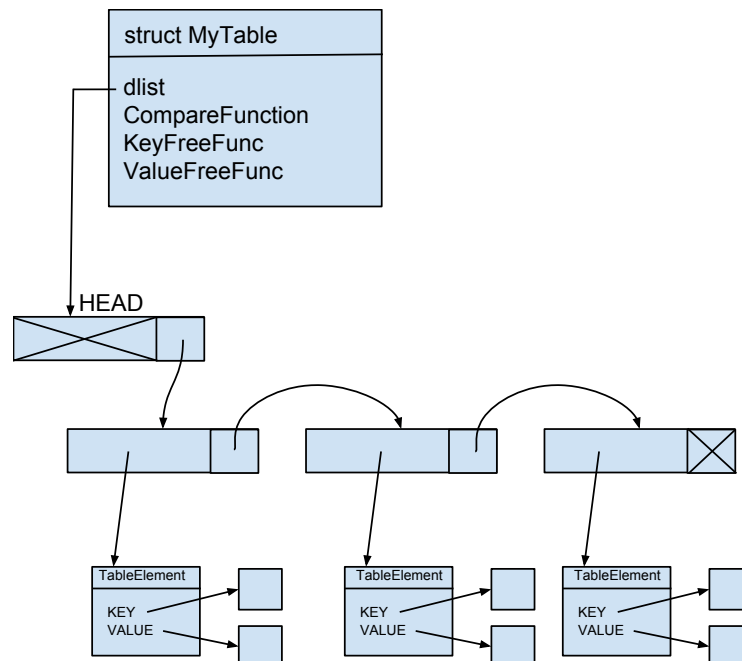 struct MyTable
dlist
CompareFunction
KeyFreeFunc
ValueFreeFunc
HEAD
TableElement
KEY
VALUE
TableElement
KEY
VALUE
TableElement
KEY
VALUE